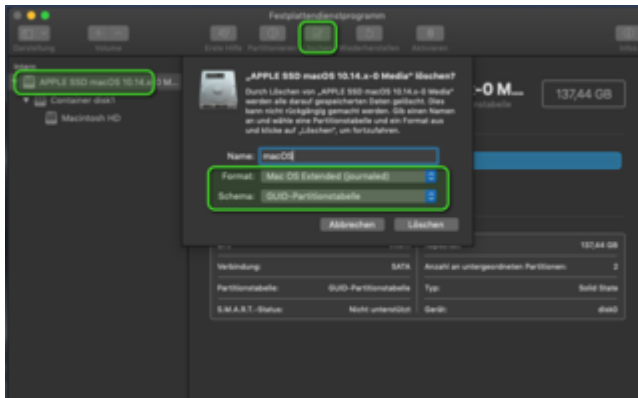 Festplattendienstprogramm
Darstellung Volume Erste Hilfe Partitionieren Löschen Wiederherstellen Aktivieren Infos
Intern
APPLE SSD macOS 10.14.x-0 M...
Container disk1
Macintosh HD
„APPLE SSD macOS 10.14.x-0 Media“ löschen?
Durch Löschen von „APPLE SSD macOS 10.14.x-0 Media“
werden alle darauf gespeicherten Daten gelöscht. Dies
kann nicht rückgängig gemacht werden. Gib einen Namen
an und wähle eine Partitionstabelle und ein Format aus
und klicke auf „Löschen“, um fortzufahren.
-0 M...
137,44 GB
Name: macOS
Format: Mac OS Extended (journaled)
Schema: GUID-Partitionstabelle
Abbrechen Löschen
137,44 GB
Verbindung: SATA Anzahl an untergeordneten Partitionen: 2
Partitionstabelle: GUID-Partitionstabelle Typ: Solid State
S.M.A.R.T.-Status: Nicht unterstützt Gerät: disk0